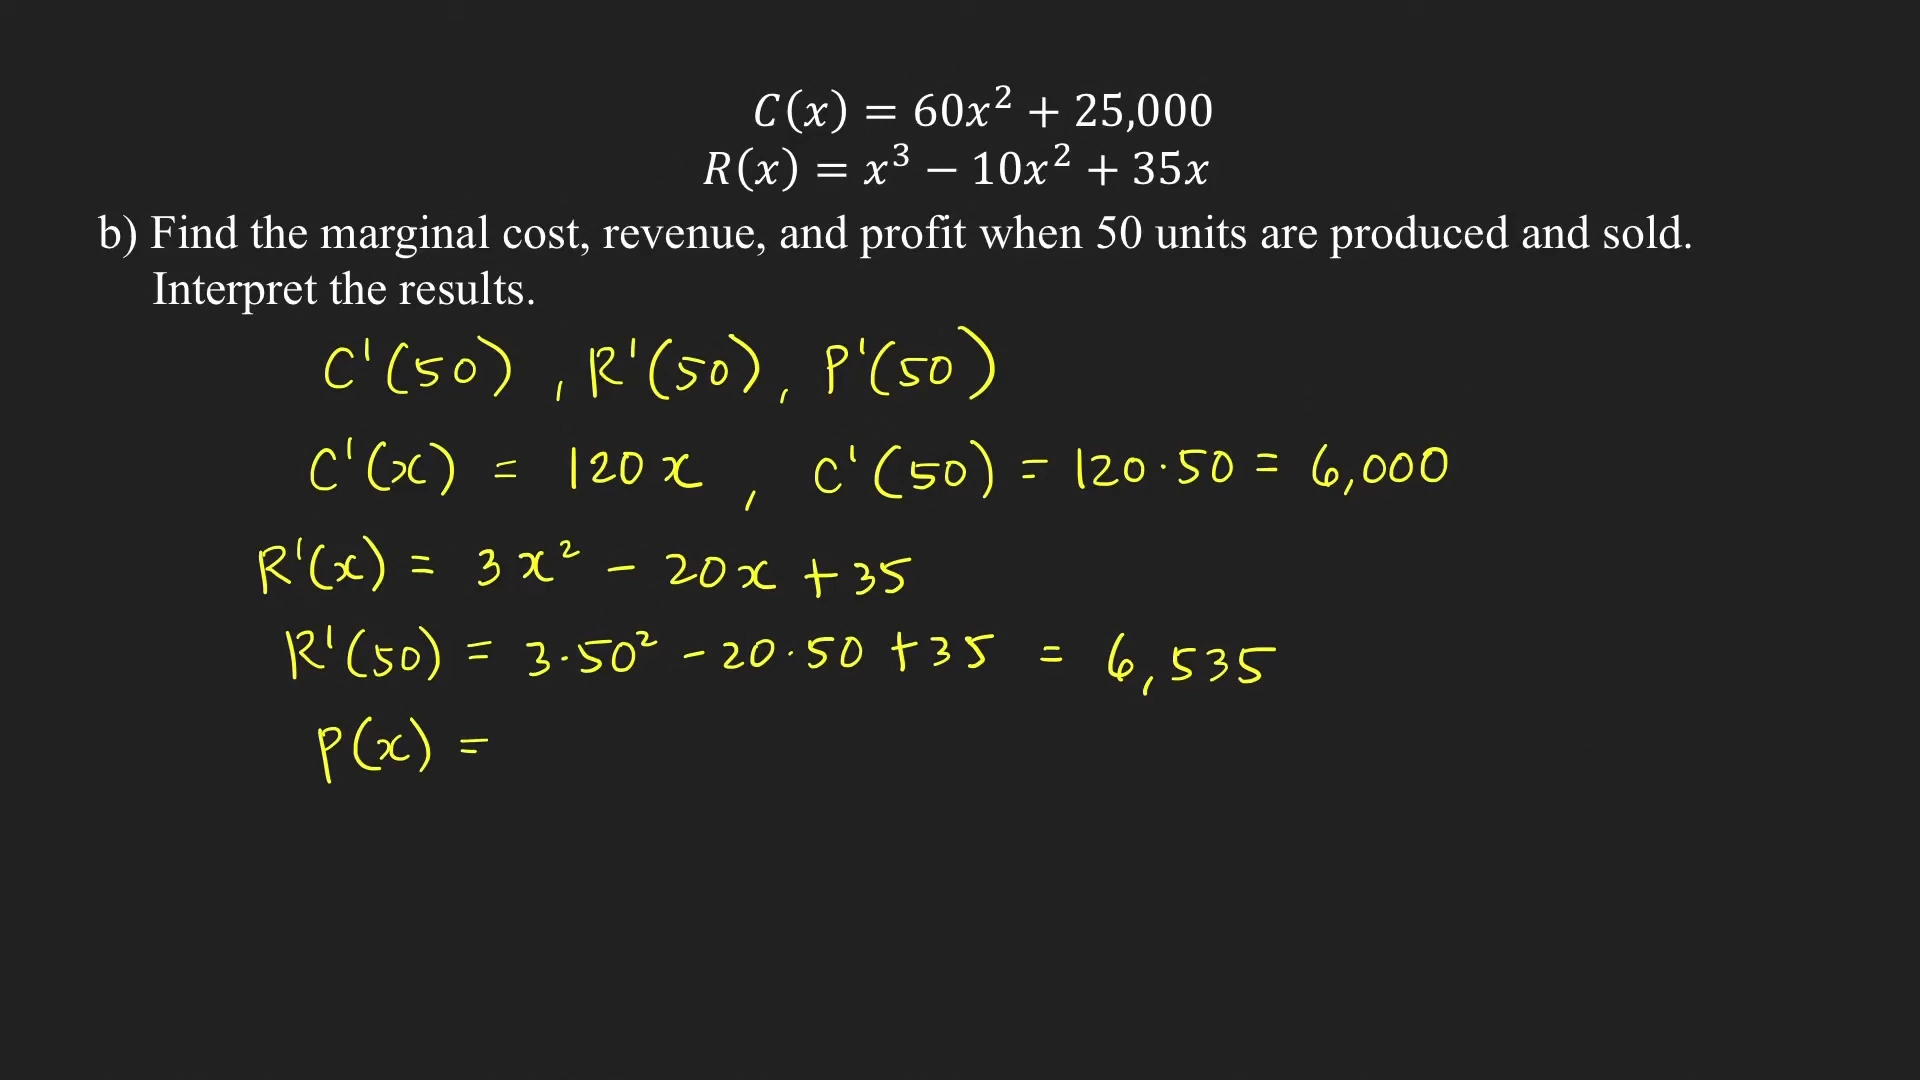 C(x) = 60x² + 25,000
R(x) = x³ − 10x² + 35x
b) Find the marginal cost, revenue, and profit when 50 units are produced and sold.
Interpret the results.
C'(50), R'(50), P'(50)
C'(x) = 120x, C'(50) = 120·50 = 6,000
R'(x) = 3x² − 20x + 35
R'(50) = 3·50² − 20·50 + 35 = 6,535
P(x) =